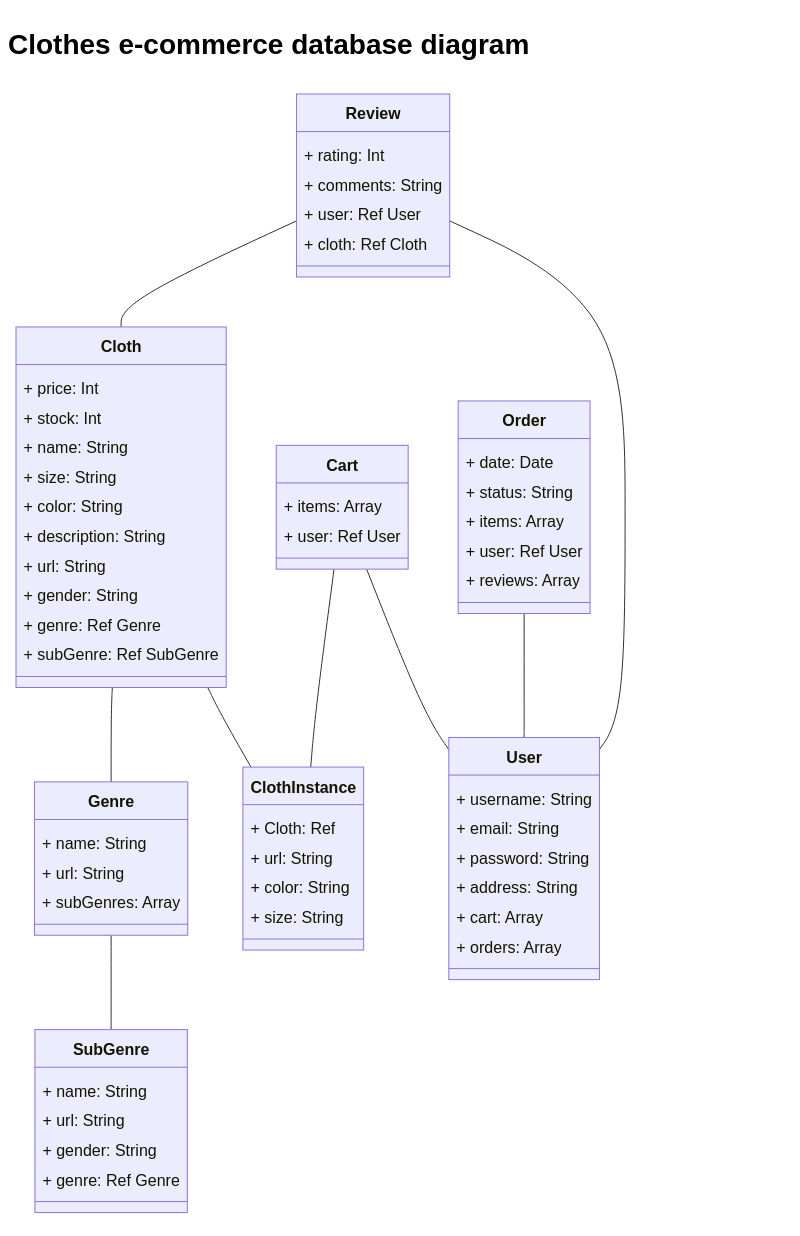 Clothes e-commerce database diagram
Review
+ rating: Int
+ comments: String
+ user: Ref User
+ cloth: Ref Cloth
Cloth
+ price: Int
+ stock: Int
+ name: String
+ size: String
+ color: String
+ description: String
+ url: String
+ gender: String
+ genre: Ref Genre
+ subGenre: Ref SubGenre
Cart
+ items: Array
+ user: Ref User
Order
+ date: Date
+ status: String
+ items: Array
+ user: Ref User
+ reviews: Array
Genre
+ name: String
+ url: String
+ subGenres: Array
ClothInstance
+ Cloth: Ref
+ url: String
+ color: String
+ size: String
User
+ username: String
+ email: String
+ password: String
+ address: String
+ cart: Array
+ orders: Array
SubGenre
+ name: String
+ url: String
+ gender: String
+ genre: Ref Genre